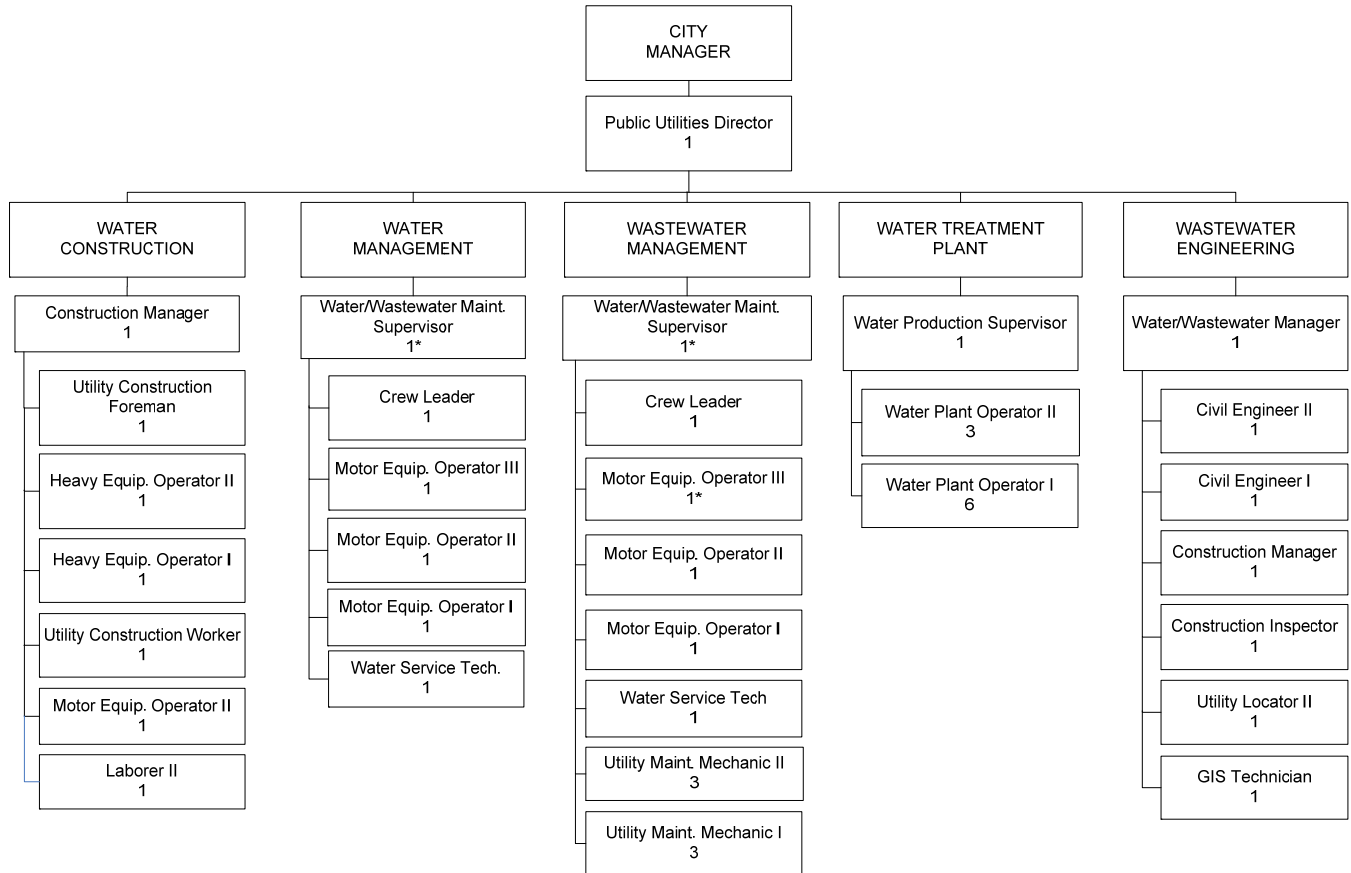 CITY
MANAGER
Public Utilities Director
1
WATER
CONSTRUCTION
Construction Manager
1
Utility Construction
Foreman
1
Heavy Equip. Operator II
1
Heavy Equip. Operator I
1
Utility Construction Worker
1
Motor Equip. Operator II
1
Laborer II
1
WATER
MANAGEMENT
Water/Wastewater Maint.
Supervisor
1*
Crew Leader
1
Motor Equip. Operator III
1
Motor Equip. Operator II
1
Motor Equip. Operator I
1
Water Service Tech.
1
WASTEWATER
MANAGEMENT
Water/Wastewater Maint.
Supervisor
1*
Crew Leader
1
Motor Equip. Operator III
1*
Motor Equip. Operator II
1
Motor Equip. Operator I
1
Water Service Tech
1
Utility Maint. Mechanic II
3
Utility Maint. Mechanic I
3
WATER TREATMENT
PLANT
Water Production Supervisor
1
Water Plant Operator II
3
Water Plant Operator I
6
WASTEWATER
ENGINEERING
Water/Wastewater Manager
1
Civil Engineer II
1
Civil Engineer I
1
Construction Manager
1
Construction Inspector
1
Utility Locator II
1
GIS Technician
1